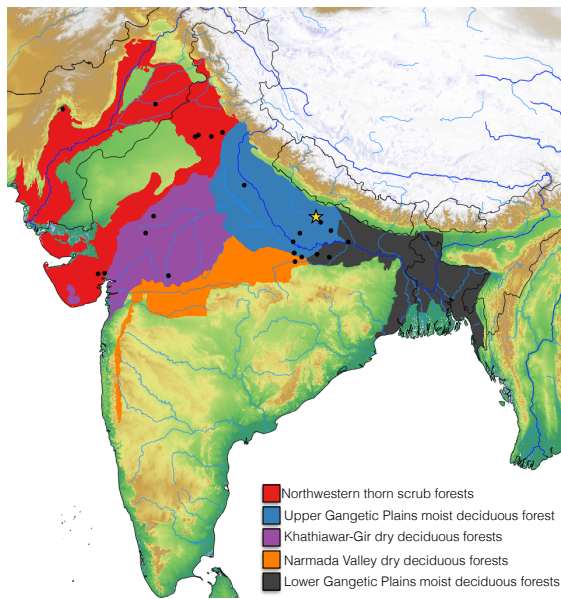 Northwestern thorn scrub forests
Upper Gangetic Plains moist deciduous forest
Khathiawar-Gir dry deciduous forests
Narmada Valley dry deciduous forests
Lower Gangetic Plains moist deciduous forests